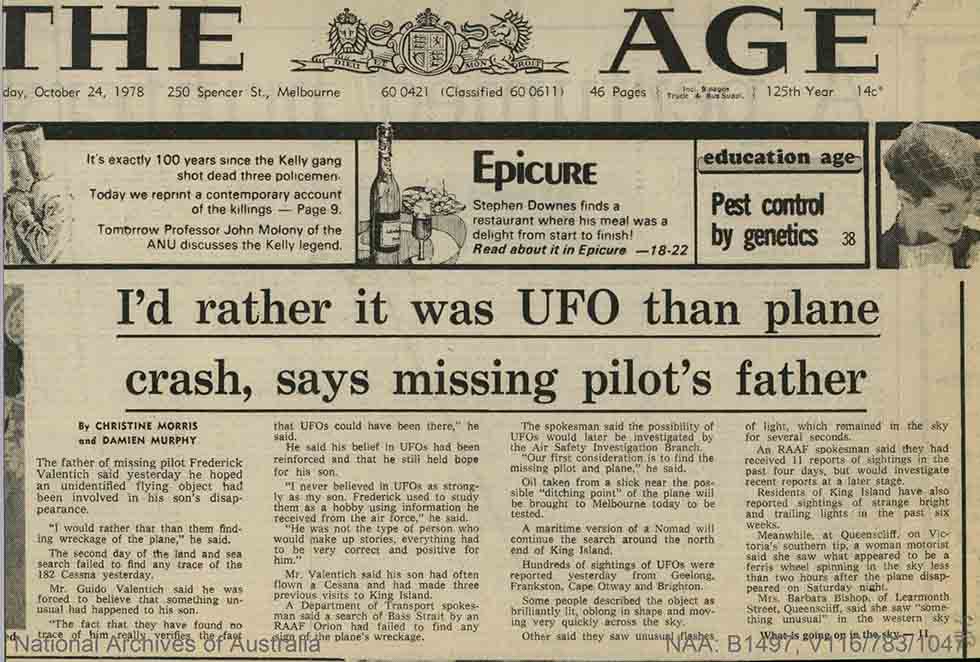 THE AGE
day, October 24, 1978 250 Spencer St., Melbourne 60 0421 (Classified 60 0611) 46 Pages Incl. 8 pages Truck & Bus Suppl. 125th Year 14c*
DIEU ET MON DROIT
It's exactly 100 years since the Kelly gang
shot dead three policemen.
Today we reprint a contemporary account
of the killings — Page 9.
Tomorrow Professor John Molony of the
ANU discusses the Kelly legend.
EPICURE
Stephen Downes finds a
restaurant where his meal was a
delight from start to finish!
Read about it in Epicure —18-22
education age
Pest control
by genetics 38
I'd rather it was UFO than plane
crash, says missing pilot's father
By CHRISTINE MORRIS
and DAMIEN MURPHY
The father of missing pilot Frederick
Valentich said yesterday he hoped
an unidentified flying object had
been involved in his son's disap-
pearance.
"I would rather that than them find-
ing wreckage of the plane," he said.
The second day of the land and sea
search failed to find any trace of the
182 Cessna yesterday.
Mr. Guido Valentich said he was
forced to believe that something un-
usual had happened to his son.
"The fact that they have found no
trace of him really verifies the fact
that UFOs could have been there," he
said.
He said his belief in UFOs had been
reinforced and that he still held hope
for his son.
"I never believed in UFOs as strong-
ly as my son. Frederick used to study
them as a hobby using information he
received from the air force," he said.
"He was not the type of person who
would make up stories, everything had
to be very correct and positive for
him."
Mr. Valentich said his son had often
flown a Cessna and had made three
previous visits to King Island.
A Department of Transport spokes-
man said a search of Bass Strait by an
RAAF Orion had failed to find any
sign of the plane's wreckage.
The spokesman said the possibility of
UFOs would later be investigated by
the Air Safety Investigation Branch.
"Our first consideration is to find the
missing pilot and plane," he said.
Oil taken from a slick near the pos-
sible "ditching point" of the plane will
be brought to Melbourne today to be
tested.
A maritime version of a Nomad will
continue the search around the north
end of King Island.
Hundreds of sightings of UFOs were
reported yesterday from Geelong,
Frankston, Cape Otway and Brighton.
Some people described the object as
brilliantly lit, oblong in shape and mov-
ing very quickly across the sky.
Other said they saw unusual flashes
of light, which remained in the sky
for several seconds.
An RAAF spokesman said they had
received 11 reports of sightings in the
past four days, but would investigate
recent reports at a later stage.
Residents of King Island have also
reported sightings of strange bright
and trailing lights in the past six
weeks.
Meanwhile, at Queenscliff, on Vic-
toria's southern tip, a woman motorist
said she saw what appeared to be a
ferris wheel spinning in the sky less
than two hours after the plane disap-
peared on Saturday night.
Mrs. Barbara Bishop, of Learmonth
Street, Queenscliff, said she saw "some-
thing unusual" in the western sky
What is going on in the sky — 11
National Archives of Australia
NAA: B1497, V116/783/1047